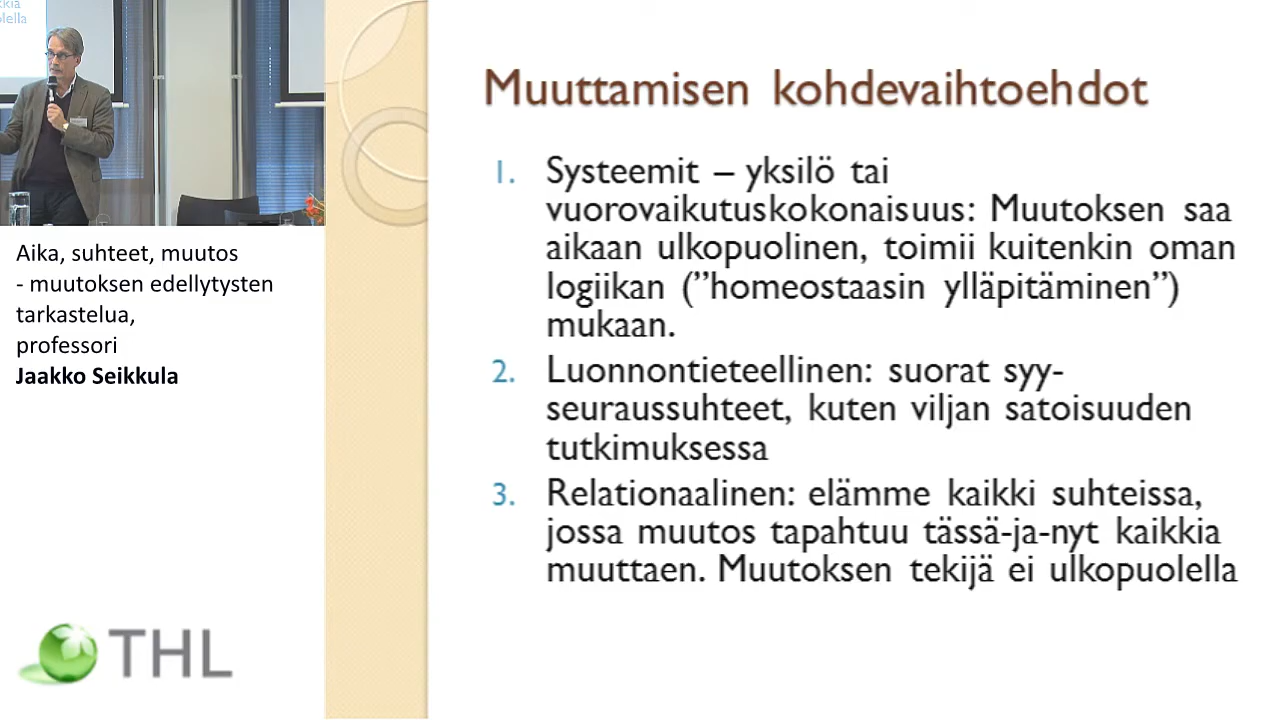 kkia
olella
Aika, suhteet, muutos
- muutoksen edellytysten
tarkastelua,
professori
Jaakko Seikkula
THL
Muuttamisen kohdevaihtoehdot
1. Systeemit – yksilö tai
vuorovaikutuskokonaisuus: Muutoksen saa
aikaan ulkopuolinen, toimii kuitenkin oman
logiikan (”homeostaasin ylläpitäminen”)
mukaan.
2. Luonnontieteellinen: suorat syy-
seuraussuhteet, kuten viljan satoisuuden
tutkimuksessa
3. Relationaalinen: elämme kaikki suhteissa,
jossa muutos tapahtuu tässä-ja-nyt kaikkia
muuttaen. Muutoksen tekijä ei ulkopuolella